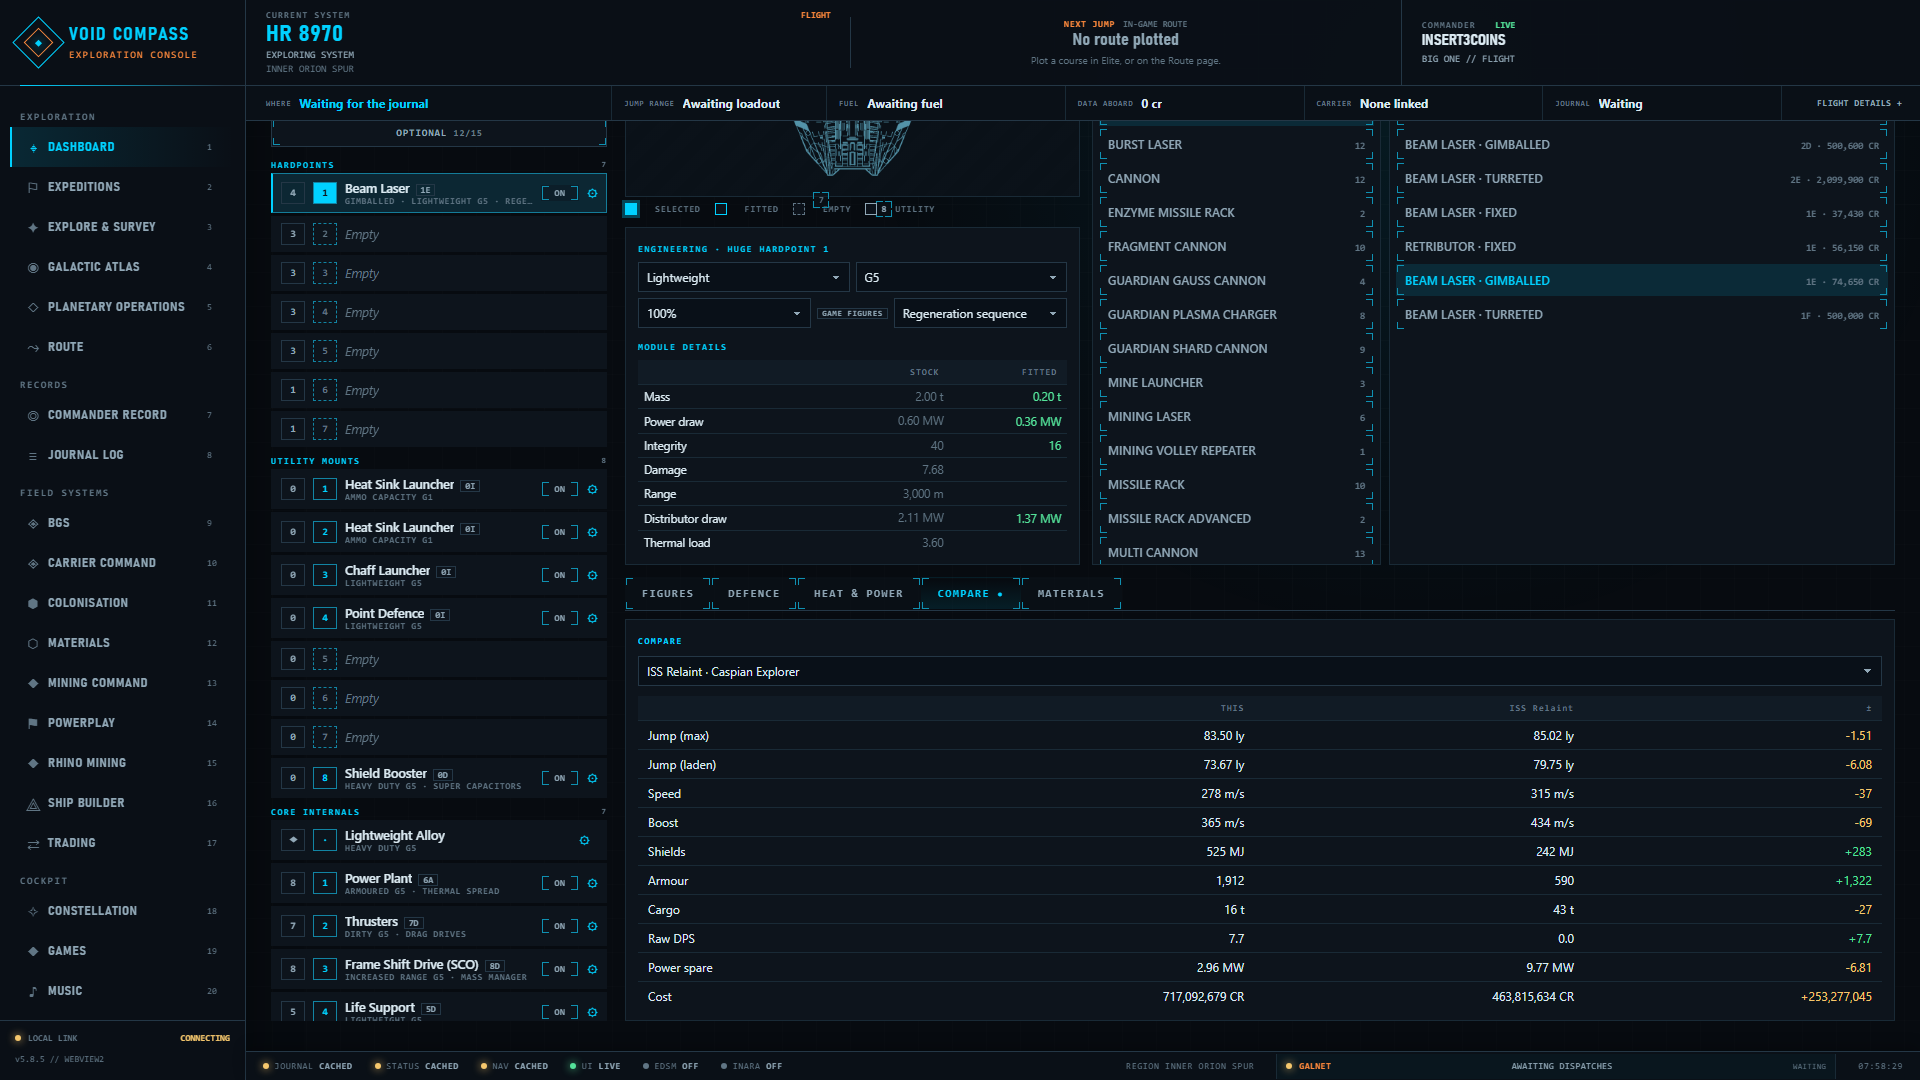 VOID COMPASS
EXPLORATION CONSOLE
CURRENT SYSTEM
HR 8970
EXPLORING SYSTEM
INNER ORION SPUR
FLIGHT
NEXT JUMP IN-GAME ROUTE
No route plotted
Plot a course in Elite, or on the Route page.
COMMANDER LIVE
INSERT3COINS
BIG ONE // FLIGHT
WHERE Waiting for the journal
JUMP RANGE Awaiting loadout
FUEL Awaiting fuel
DATA ABOARD 0 cr
CARRIER None linked
JOURNAL Waiting
FLIGHT DETAILS +
EXPLORATION
DASHBOARD 1
EXPEDITIONS 2
EXPLORE & SURVEY 3
GALACTIC ATLAS 4
PLANETARY OPERATIONS 5
ROUTE 6
RECORDS
COMMANDER RECORD 7
JOURNAL LOG 8
FIELD SYSTEMS
BGS 9
CARRIER COMMAND 10
COLONISATION 11
MATERIALS 12
MINING COMMAND 13
POWERPLAY 14
RHINO MINING 15
SHIP BUILDER 16
TRADING 17
COCKPIT
CONSTELLATION 18
GAMES 19
MUSIC 20
LOCAL LINK CONNECTING
v5.8.5 // WEBVIEW2
OPTIONAL 12/15
HARDPOINTS 7
4 1 Beam Laser 1E ON
GIMBALLED · LIGHTWEIGHT G5 · REGE…
3 2 Empty
3 3 Empty
3 4 Empty
3 5 Empty
1 6 Empty
1 7 Empty
UTILITY MOUNTS 8
0 1 Heat Sink Launcher 0I ON
AMMO CAPACITY G1
0 2 Heat Sink Launcher 0I ON
AMMO CAPACITY G1
0 3 Chaff Launcher 0I ON
LIGHTWEIGHT G5
0 4 Point Defence 0I ON
LIGHTWEIGHT G5
0 5 Empty
0 6 Empty
0 7 Empty
0 8 Shield Booster 0D ON
HEAVY DUTY G5 · SUPER CAPACITORS
CORE INTERNALS 7
Lightweight Alloy
HEAVY DUTY G5
8 1 Power Plant 6A ON
ARMOURED G5 · THERMAL SPREAD
7 2 Thrusters 7D ON
DIRTY G5 · DRAG DRIVES
8 3 Frame Shift Drive (SCO) 8D ON
INCREASED RANGE G5 · MASS MANAGER
5 4 Life Support 5D ON
LIGHTWEIGHT G5
7
SELECTED FITTED EMPTY 8 UTILITY
ENGINEERING · HUGE HARDPOINT 1
Lightweight G5
100% GAME FIGURES Regeneration sequence
MODULE DETAILS
STOCK FITTED
Mass 2.00 t 0.20 t
Power draw 0.60 MW 0.36 MW
Integrity 40 16
Damage 7.68
Range 3,000 m
Distributor draw 2.11 MW 1.37 MW
Thermal load 3.60
BURST LASER 12
CANNON 12
ENZYME MISSILE RACK 2
FRAGMENT CANNON 10
GUARDIAN GAUSS CANNON 4
GUARDIAN PLASMA CHARGER 8
GUARDIAN SHARD CANNON 9
MINE LAUNCHER 3
MINING LASER 6
MINING VOLLEY REPEATER 1
MISSILE RACK 10
MISSILE RACK ADVANCED 2
MULTI CANNON 13
BEAM LASER · GIMBALLED 2D · 500,600 CR
BEAM LASER · TURRETED 2E · 2,099,900 CR
BEAM LASER · FIXED 1E · 37,430 CR
RETRIBUTOR · FIXED 1E · 56,150 CR
BEAM LASER · GIMBALLED 1E · 74,650 CR
BEAM LASER · TURRETED 1F · 500,000 CR
FIGURES DEFENCE HEAT & POWER COMPARE MATERIALS
COMPARE
ISS Relaint · Caspian Explorer
THIS ISS Relaint ±
Jump (max) 83.50 ly 85.02 ly -1.51
Jump (laden) 73.67 ly 79.75 ly -6.08
Speed 278 m/s 315 m/s -37
Boost 365 m/s 434 m/s -69
Shields 525 MJ 242 MJ +283
Armour 1,912 590 +1,322
Cargo 16 t 43 t -27
Raw DPS 7.7 0.0 +7.7
Power spare 2.96 MW 9.77 MW -6.81
Cost 717,092,679 CR 463,815,634 CR +253,277,045
JOURNAL CACHED STATUS CACHED NAV CACHED UI LIVE EDSM OFF INARA OFF
REGION INNER ORION SPUR
GALNET AWAITING DISPATCHES WAITING
07:58:29